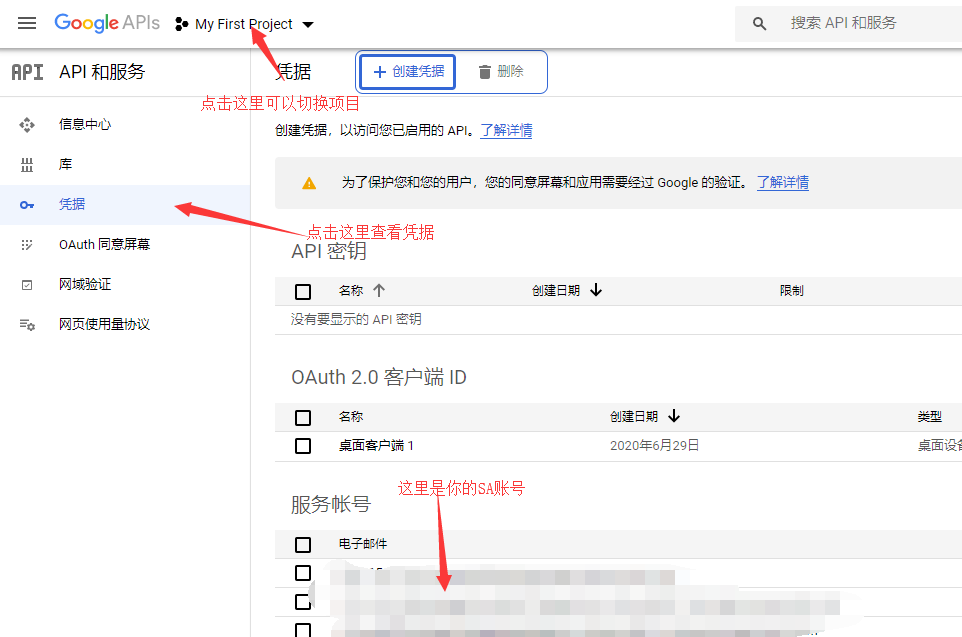 Google APIs
My First Project
搜索 API 和服务
API
API 和服务
凭据
创建凭据
删除
点击这里可以切换项目
信息中心
库
凭据
OAuth 同意屏幕
网域验证
网页使用量协议
创建凭据，以访问您已启用的 API。了解详情
为了保护您和您的用户，您的同意屏幕和应用需要经过 Google 的验证。 了解详情
点击这里查看凭据
API 密钥
名称 创建日期 限制
没有要显示的 API 密钥
OAuth 2.0 客户端 ID
名称 创建日期 类型
桌面客户端 1 2020年6月29日 桌面设
这里是你的SA账号
服务帐号
电子邮件